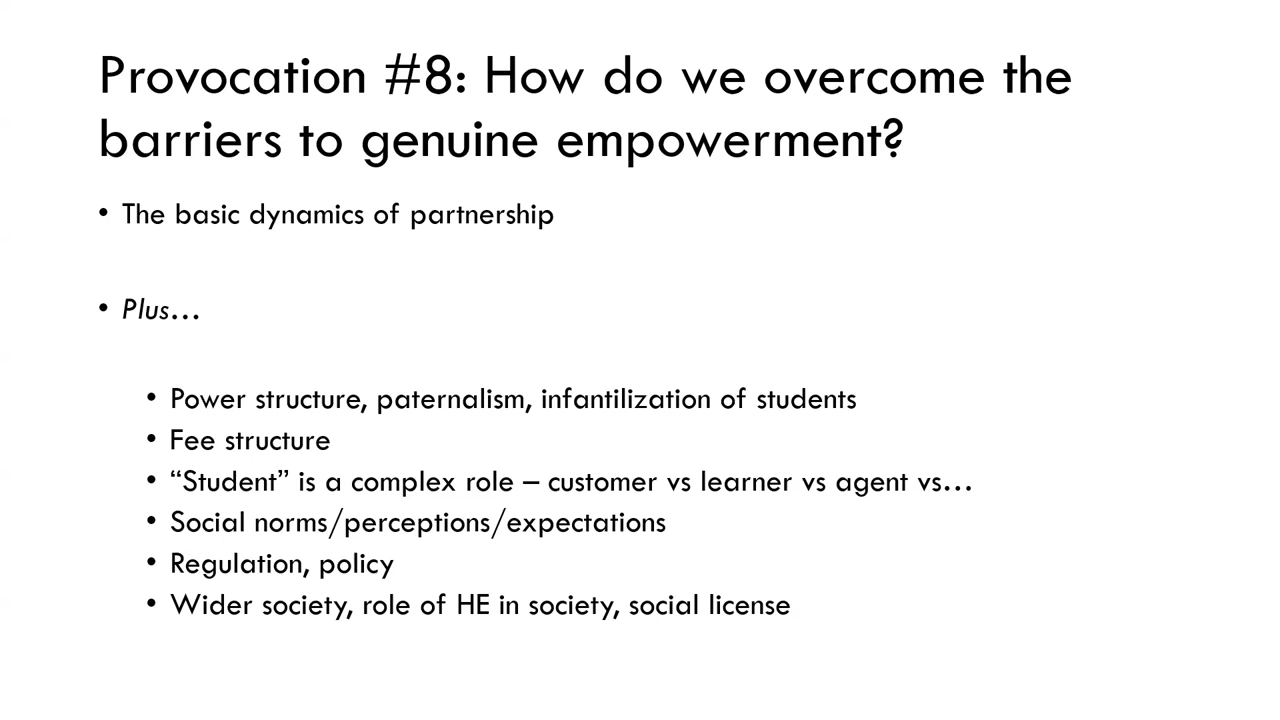 Provocation #8: How do we overcome the
barriers to genuine empowerment?
• The basic dynamics of partnership
• Plus…
• Power structure, paternalism, infantilization of students
• Fee structure
• “Student” is a complex role – customer vs learner vs agent vs…
• Social norms/perceptions/expectations
• Regulation, policy
• Wider society, role of HE in society, social license